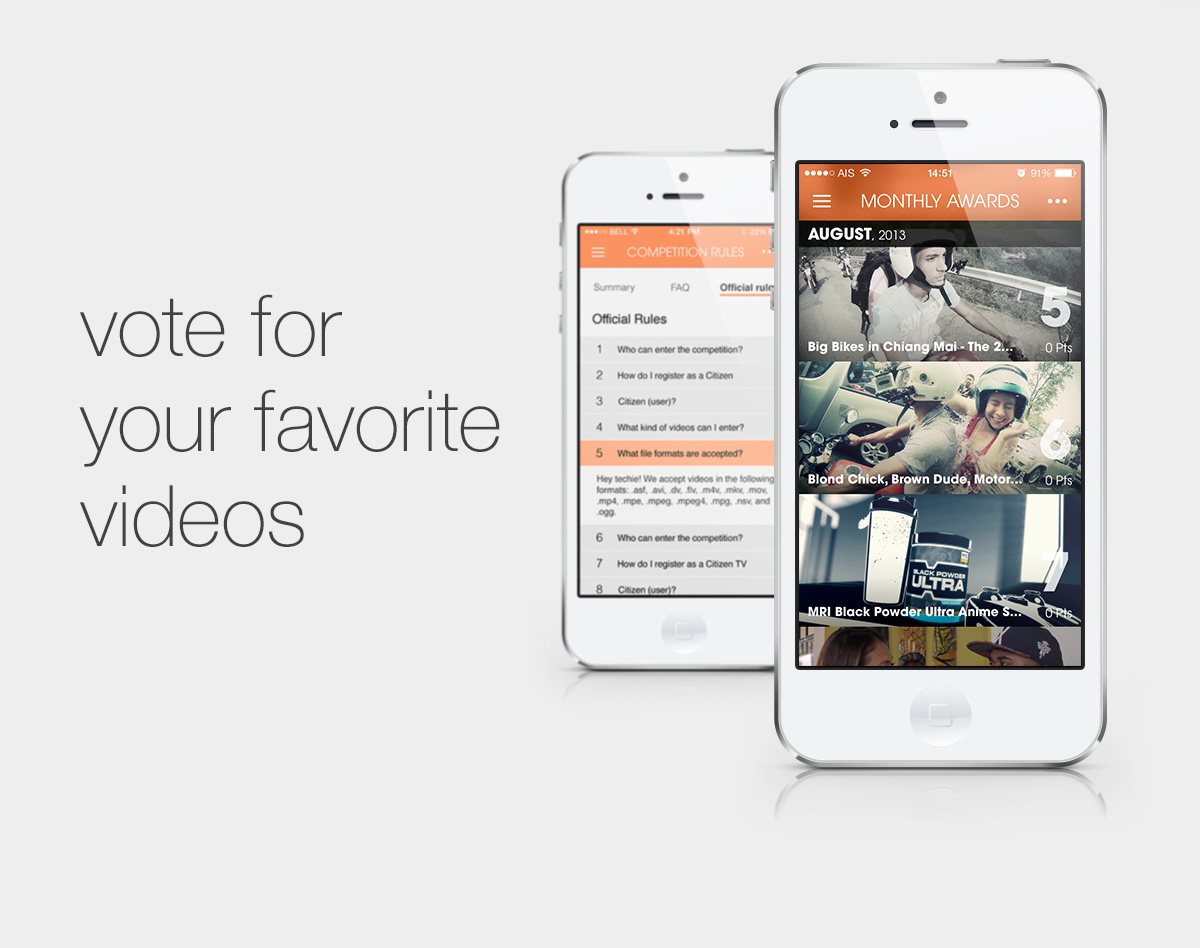 vote for
your favorite
videos
BELL 4:21 PM 20%
COMPETITION RULES
Summary FAQ Official rule
Official Rules
1 Who can enter the competition?
2 How do I register as a Citizen
3 Citizen (user)?
4 What kind of videos can I enter?
5 What file formats are accepted?
Hey techie! We accept videos in the following
formats: .asf, .avi, .dv, .flv, .m4v, .mkv, .mov,
.mp4, .mpe, .mpeg, .mpeg4, .mpg, .nsv, and
.ogg.
6 Who can enter the competition?
7 How do I register as a Citizen TV
8 Citizen (user)?
AIS 14:51 91%
MONTHLY AWARDS
AUGUST, 2013
5
Big Bikes in Chiang Mai - The 2... 0 Pts
6
Blond Chick, Brown Dude, Motor... 0 Pts
BLACK POWDER
ULTRA
7
MRI Black Powder Ultra Anime S... 0 Pts